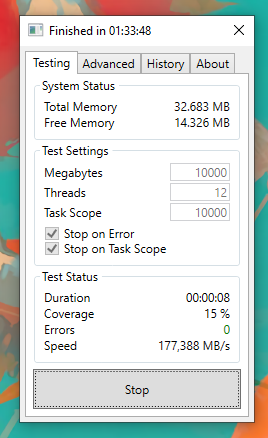 Finished in 01:33:48
Testing Advanced History About
System Status
Total Memory 32.683 MB
Free Memory 14.326 MB
Test Settings
Megabytes 10000
Threads 12
Task Scope 10000
Stop on Error
Stop on Task Scope
Test Status
Duration 00:00:08
Coverage 15 %
Errors 0
Speed 177,388 MB/s
Stop